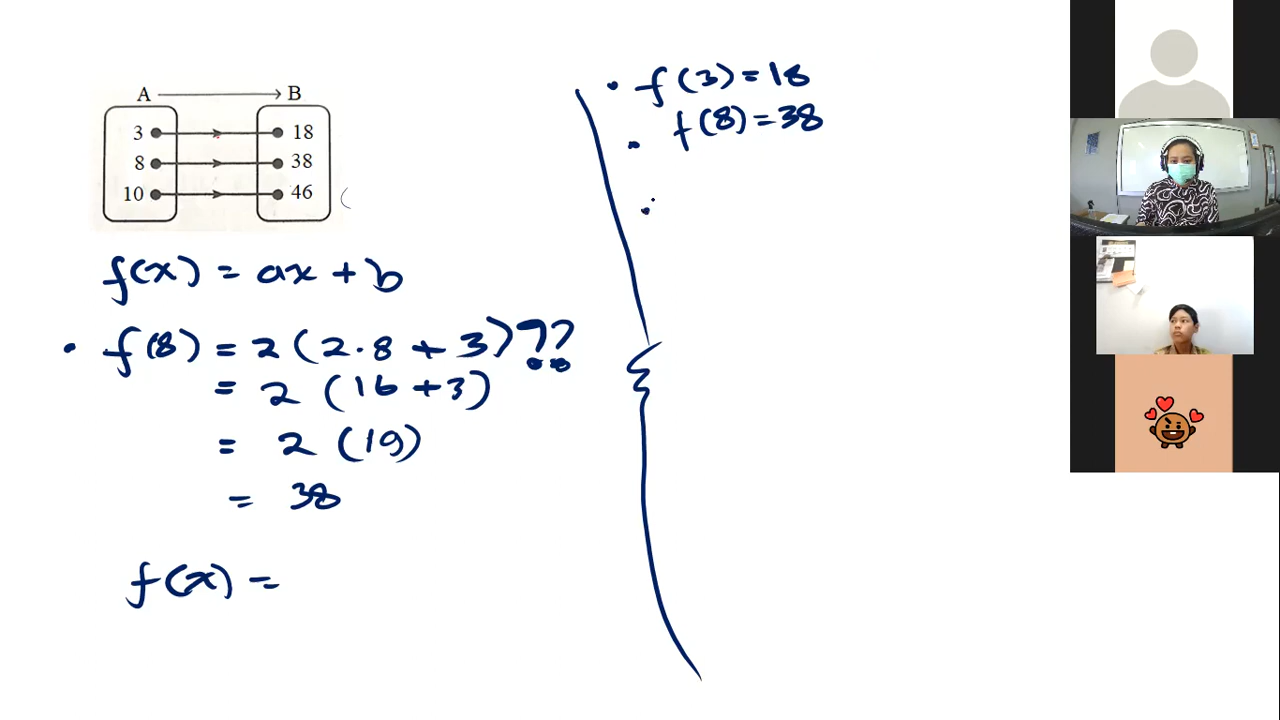 A → B
3 18
8 38
10 46
f(x) = ax + b
• f(8) = 2(2·8 + 3)??
= 2 (16 + 3)
= 2 (19)
= 38
f(x) =
• f(3) = 18
• f(8) = 38
•